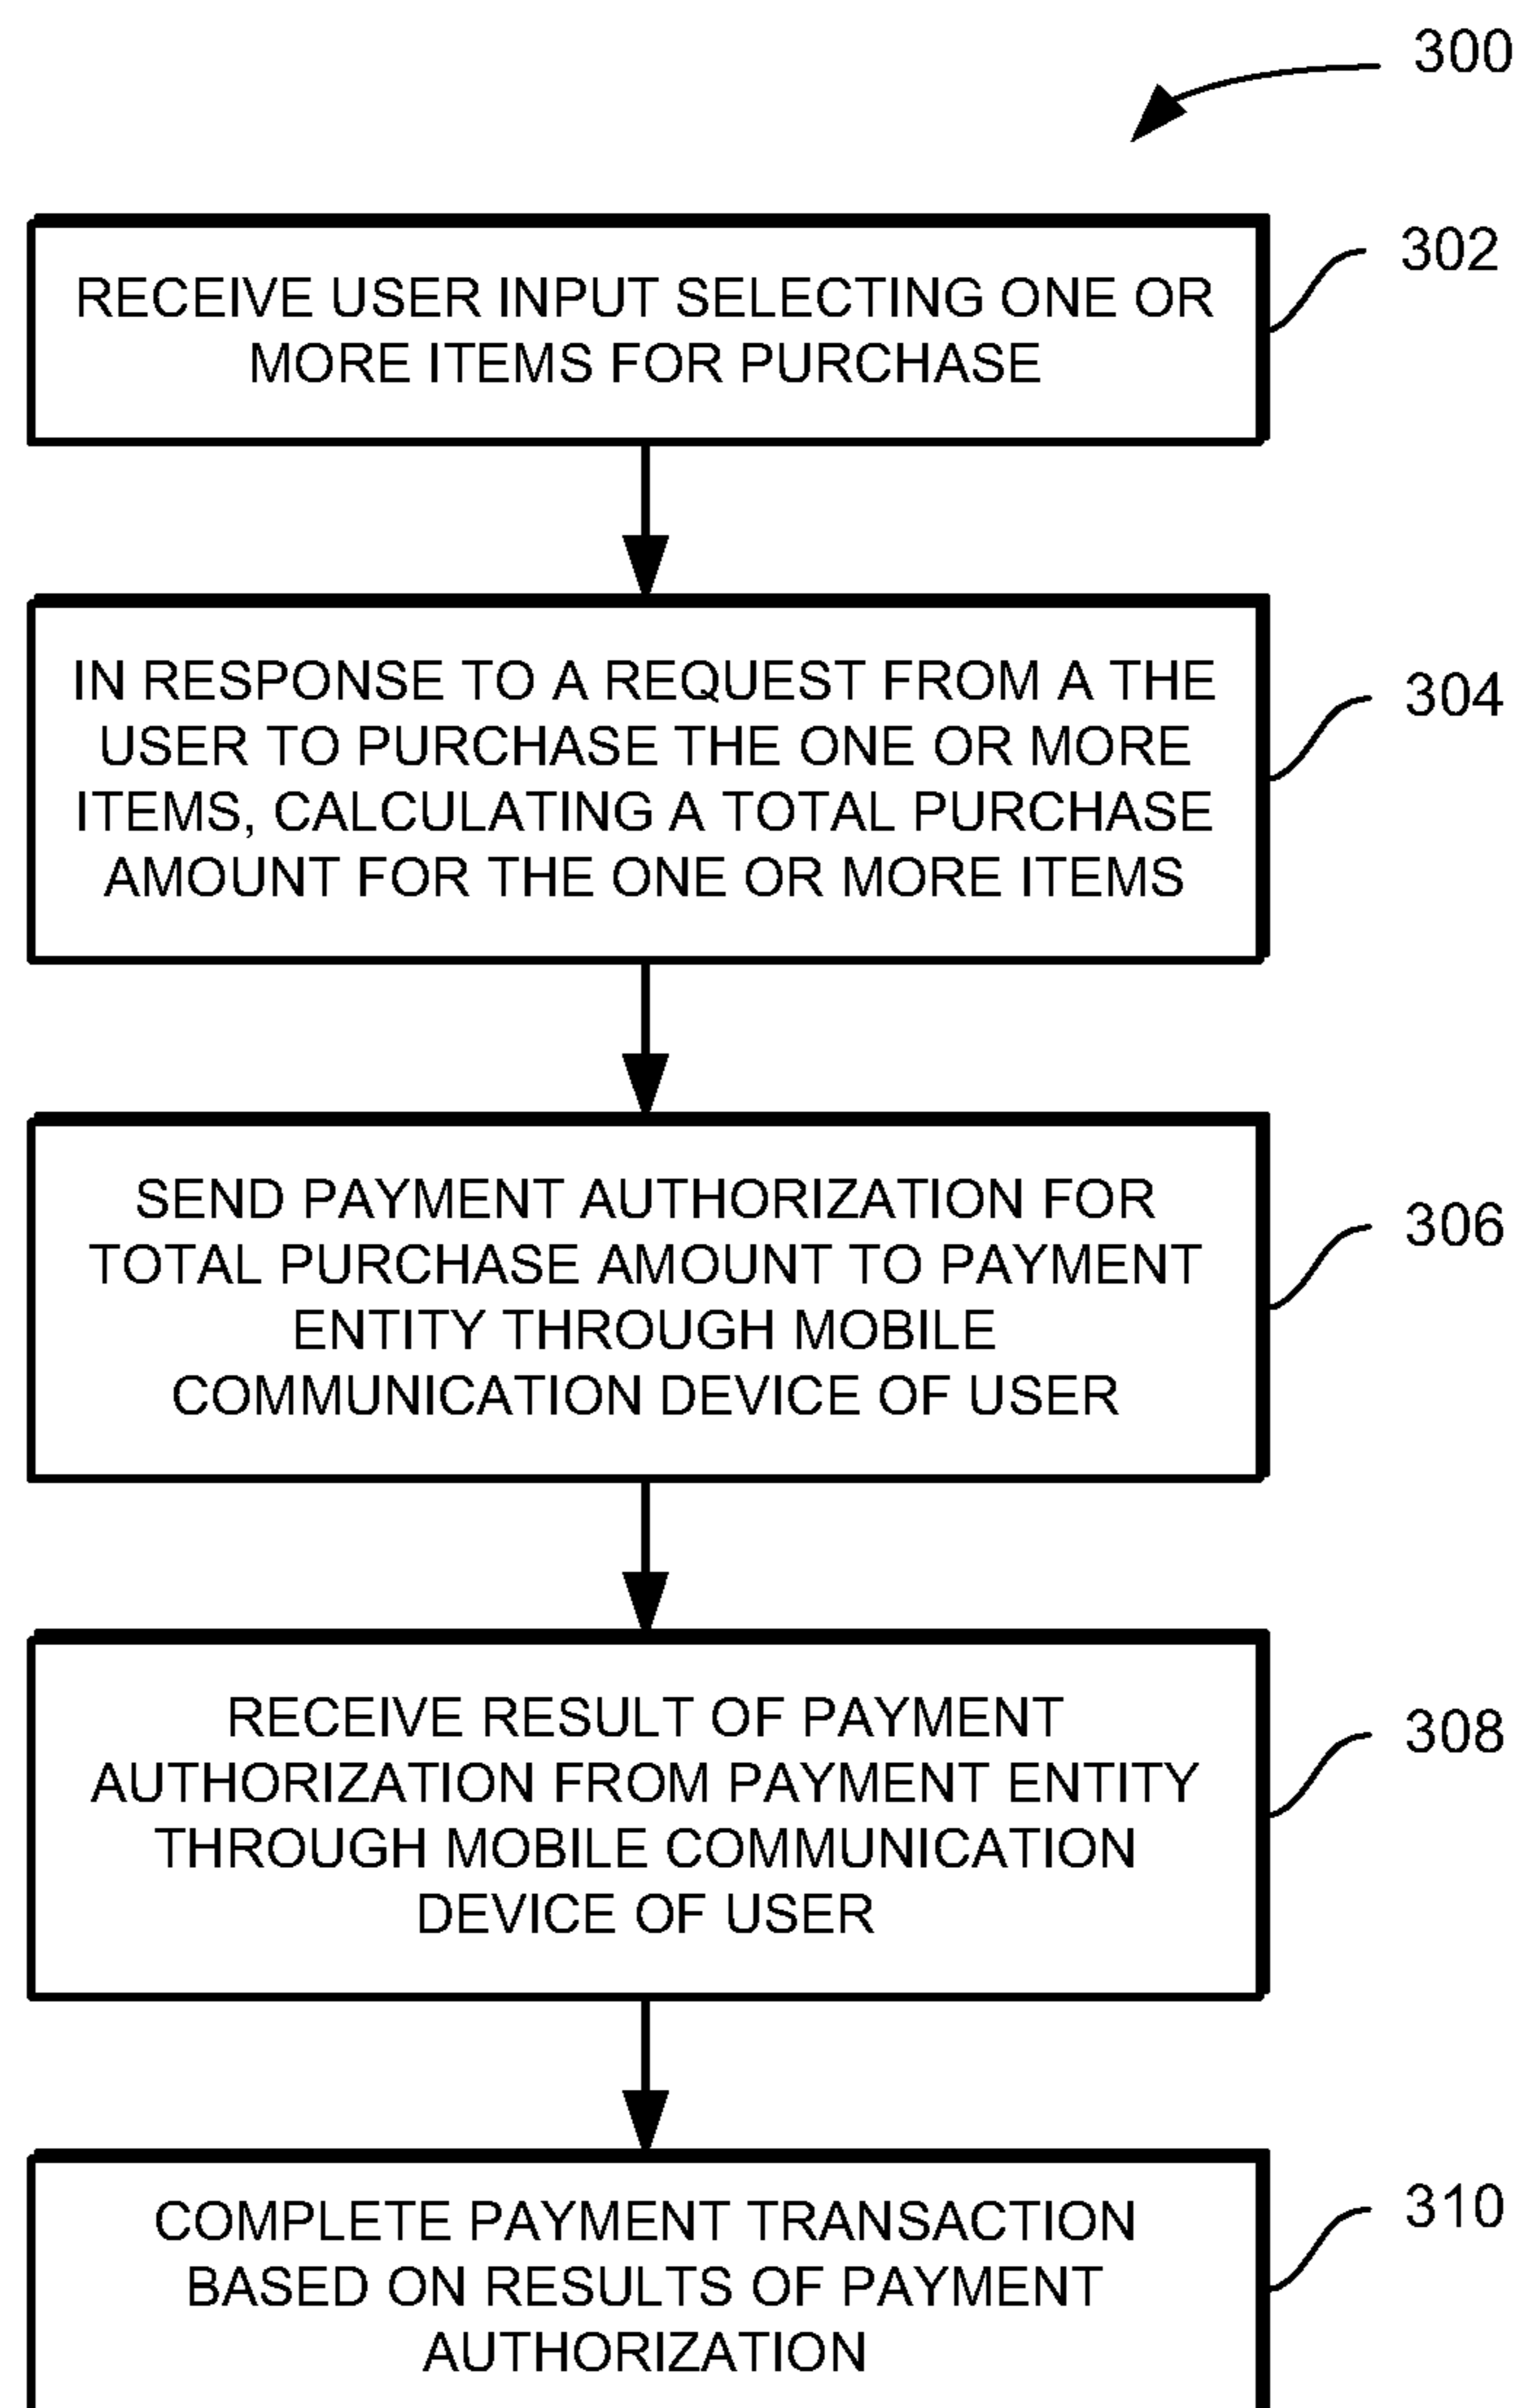 300
302
RECEIVE USER INPUT SELECTING ONE OR
MORE ITEMS FOR PURCHASE
304
IN RESPONSE TO A REQUEST FROM A THE
USER TO PURCHASE THE ONE OR MORE
ITEMS, CALCULATING A TOTAL PURCHASE
AMOUNT FOR THE ONE OR MORE ITEMS
306
SEND PAYMENT AUTHORIZATION FOR
TOTAL PURCHASE AMOUNT TO PAYMENT
ENTITY THROUGH MOBILE
COMMUNICATION DEVICE OF USER
308
RECEIVE RESULT OF PAYMENT
AUTHORIZATION FROM PAYMENT ENTITY
THROUGH MOBILE COMMUNICATION
DEVICE OF USER
310
COMPLETE PAYMENT TRANSACTION
BASED ON RESULTS OF PAYMENT
AUTHORIZATION